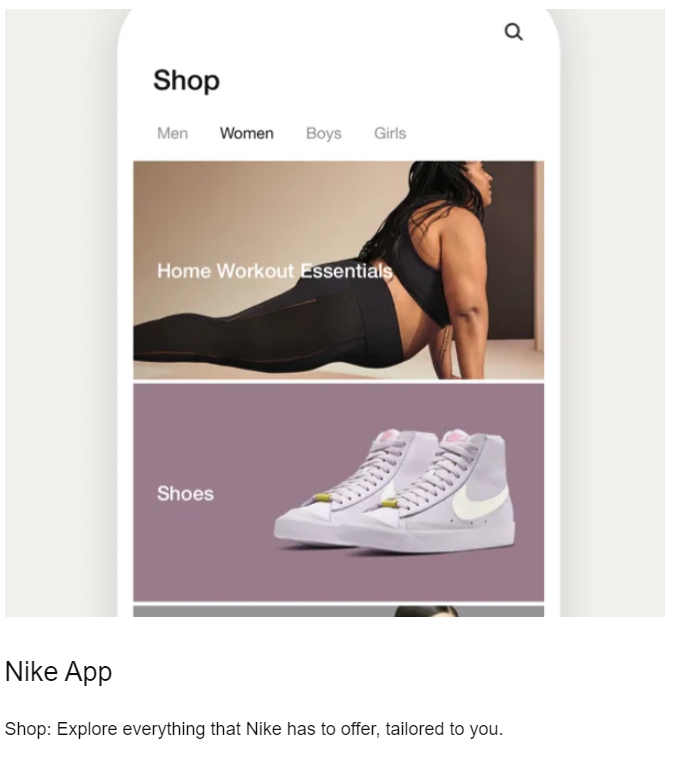 Shop
Men Women Boys Girls
Home Workout Essentials
Shoes
Nike App
Shop: Explore everything that Nike has to offer, tailored to you.